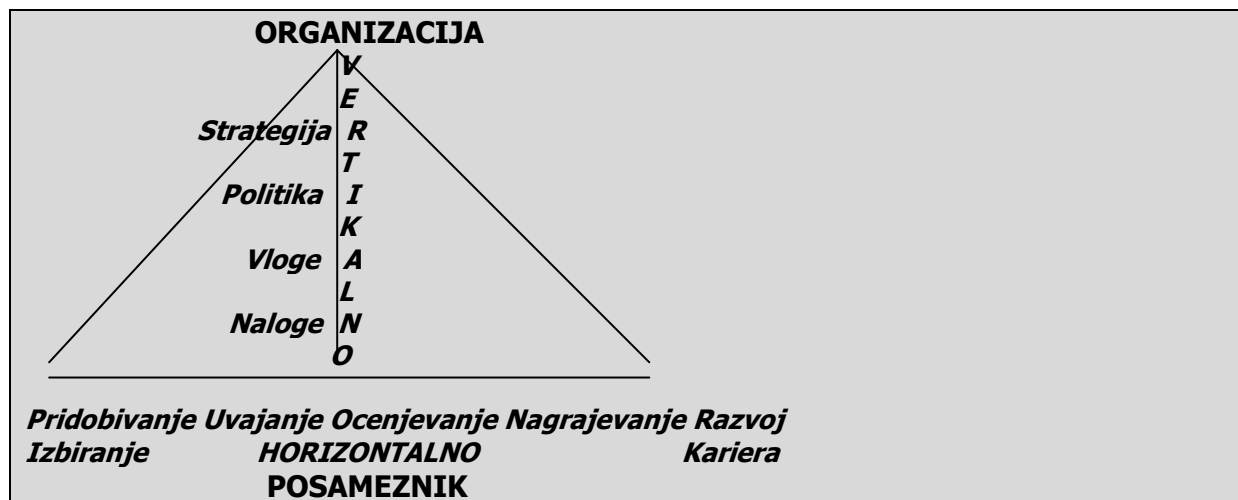 ORGANIZACIJA
V
E
Strategija R
T
Politika I
K
Vloge A
L
Naloge N
O
Pridobivanje Uvajanje Ocenjevanje Nagrajevanje Razvoj
Izbiranje HORIZONTALNO Kariera
POSAMEZNIK